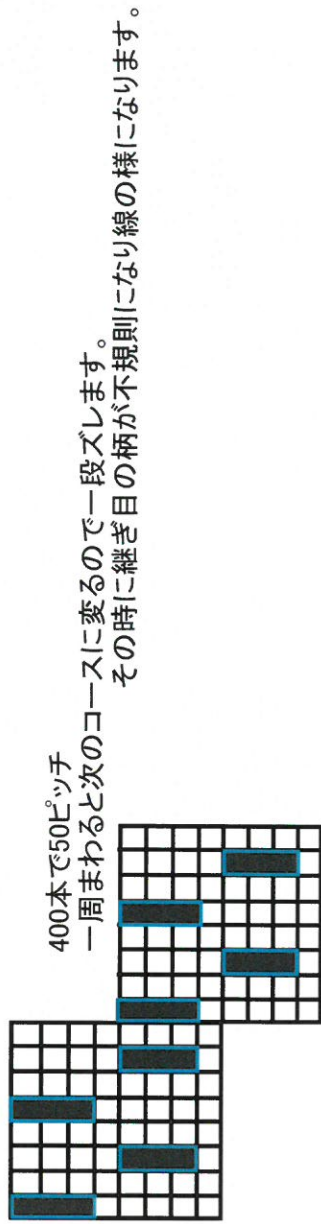 400本で50ピッチ
一周まわると次のコースに変るので一段ズレします。
その時に継ぎ目の柄が不規則になり線の様になります。